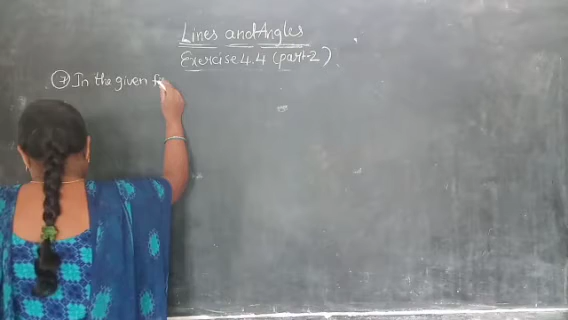 Lines and Angles
Exercise 4.4 (part-2)
⑦ In the given f